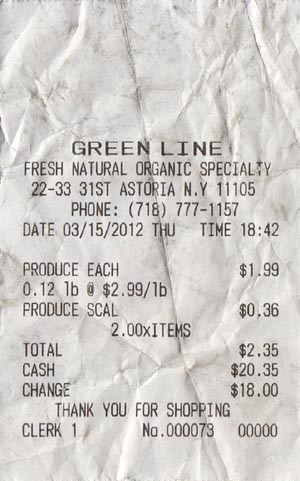 GREEN LINE
FRESH NATURAL ORGANIC SPECIALTY
22-33 31ST ASTORIA N.Y 11105
PHONE: (718) 777-1157
DATE 03/15/2012 THU TIME 18:42
PRODUCE EACH $1.99
0.12 lb @ $2.99/lb
PRODUCE SCAL $0.36
2.00xITEMS
TOTAL $2.35
CASH $20.35
CHANGE $18.00
THANK YOU FOR SHOPPING
CLERK 1 No.000073 00000